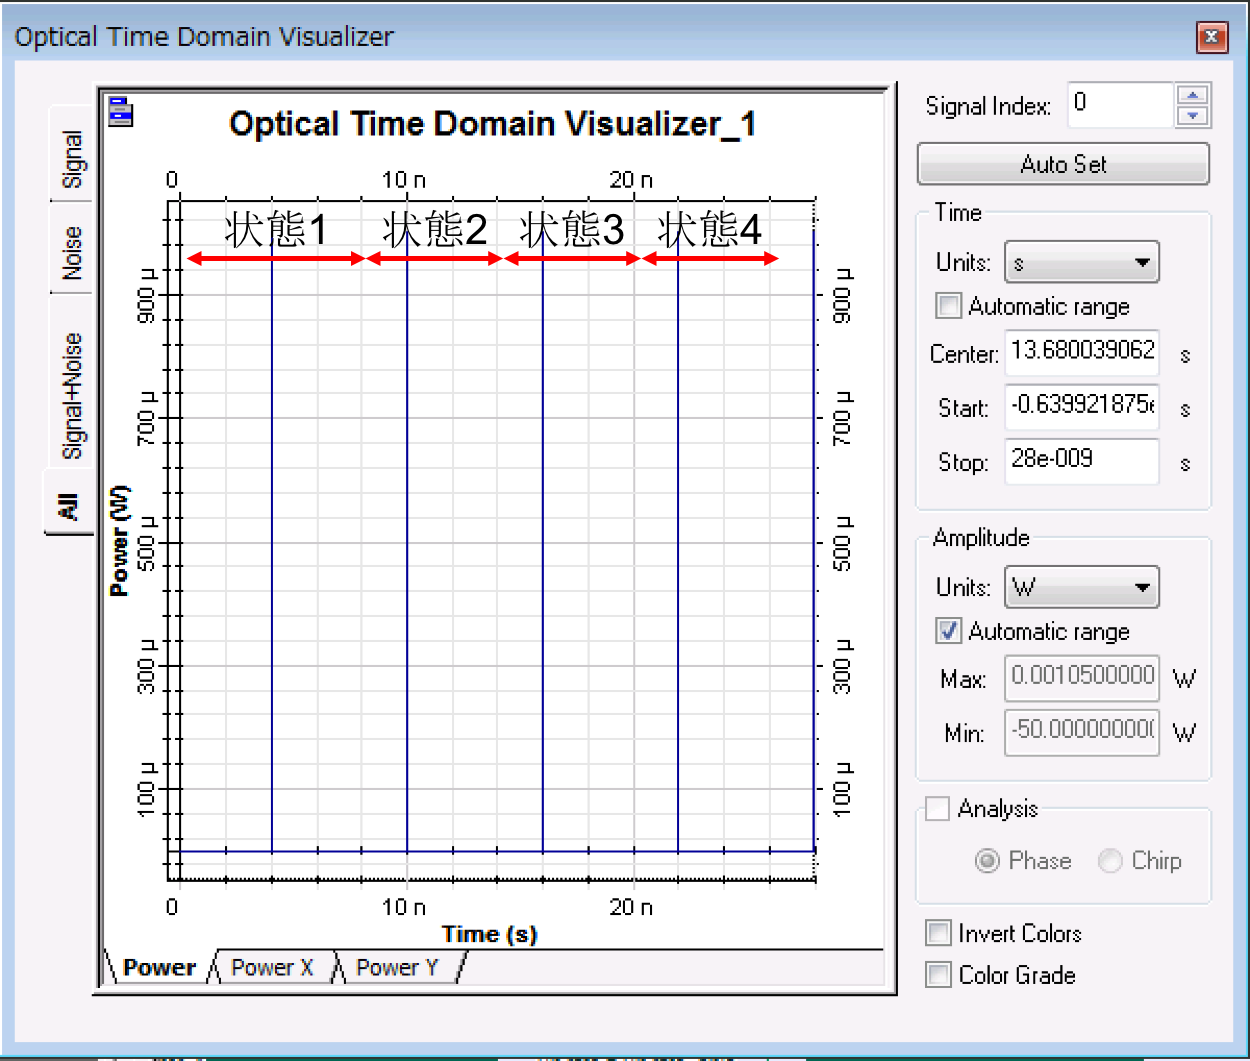 Optical Time Domain Visualizer
Signal
Noise
Signal+Noise
All
Optical Time Domain Visualizer_1
0 10 n 20 n
状態1 状態2 状態3 状態4
900 µ 900 µ
700 µ 700 µ
500 µ 500 µ
300 µ 300 µ
100 µ 100 µ
Power (W)
0 10 n 20 n
Time (s)
Power Power X Power Y
Signal Index: 0
Auto Set
Time
Units: s
Automatic range
Center: 13.680039062 s
Start: -0.639921875e s
Stop: 28e-009 s
Amplitude
Units: W
Automatic range
Max: 0.0010500000 W
Min: -50.000000000 W
Analysis
Phase Chirp
Invert Colors
Color Grade